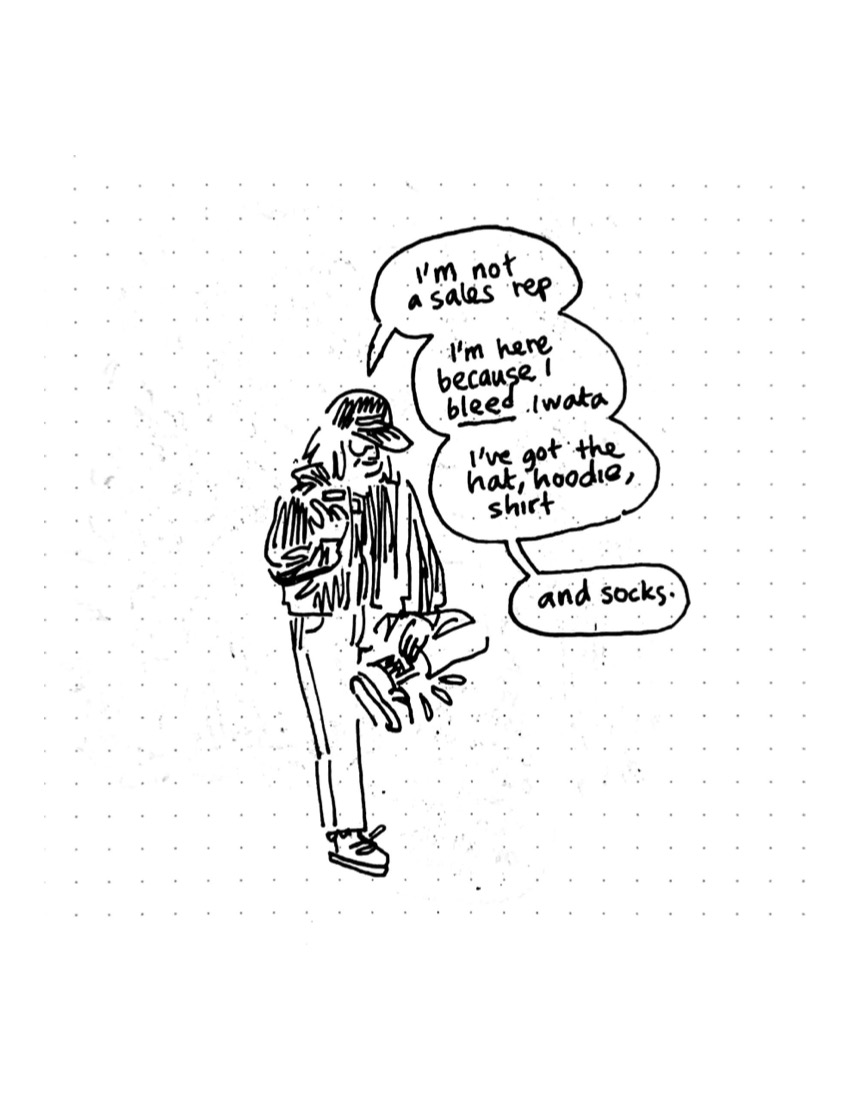 I'm not
a sales rep
I'm here
because I
bleed Iwata
I've got the
hat, hoodie,
shirt
and socks.